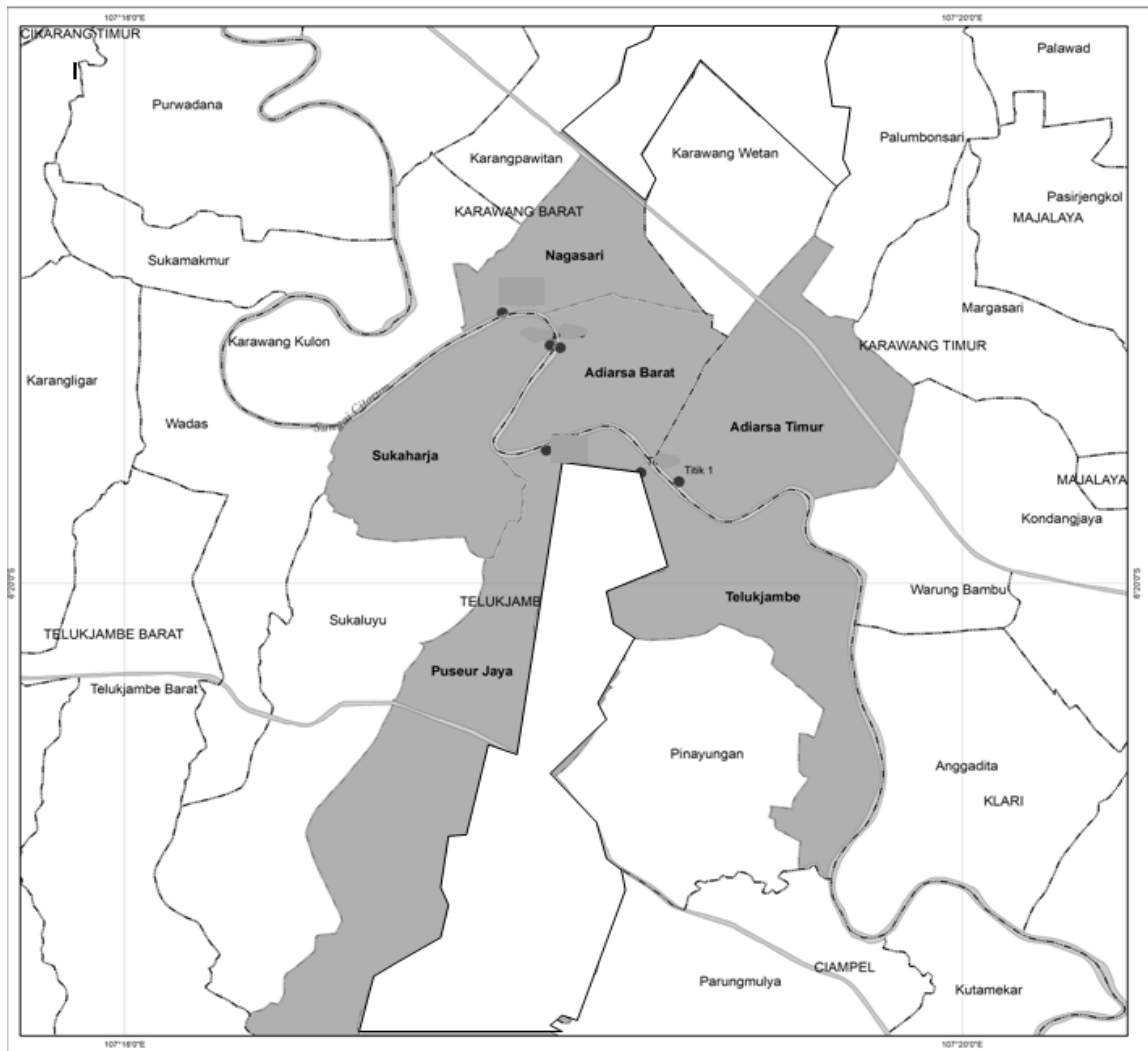 107°16'0"E
107°20'0"E
CIKARANG TIMUR
Palawad
Purwadana
Palumbonsari
Karangpawitan
Karawang Wetan
Pasirjengkol
KARAWANG BARAT
MAJALAYA
Nagasari
Sukamakmur
Margasari
Karawang Kulon
KARAWANG TIMUR
Karangligar
Adiarsa Barat
Wadas
Adiarsa Timur
Sukaharja
Titik 1
MAJALAYA
Kondangjaya
6°20'0"S
6°20'0"S
Warung Bambu
TELUKJAMB
Telukjambe
Sukaluyu
TELUKJAMBE BARAT
Puseur Jaya
Telukjambe Barat
Pinayungan
Anggadita
KLARI
CIAMPEL
Parungmulya
Kutamekar
107°16'0"E
107°20'0"E